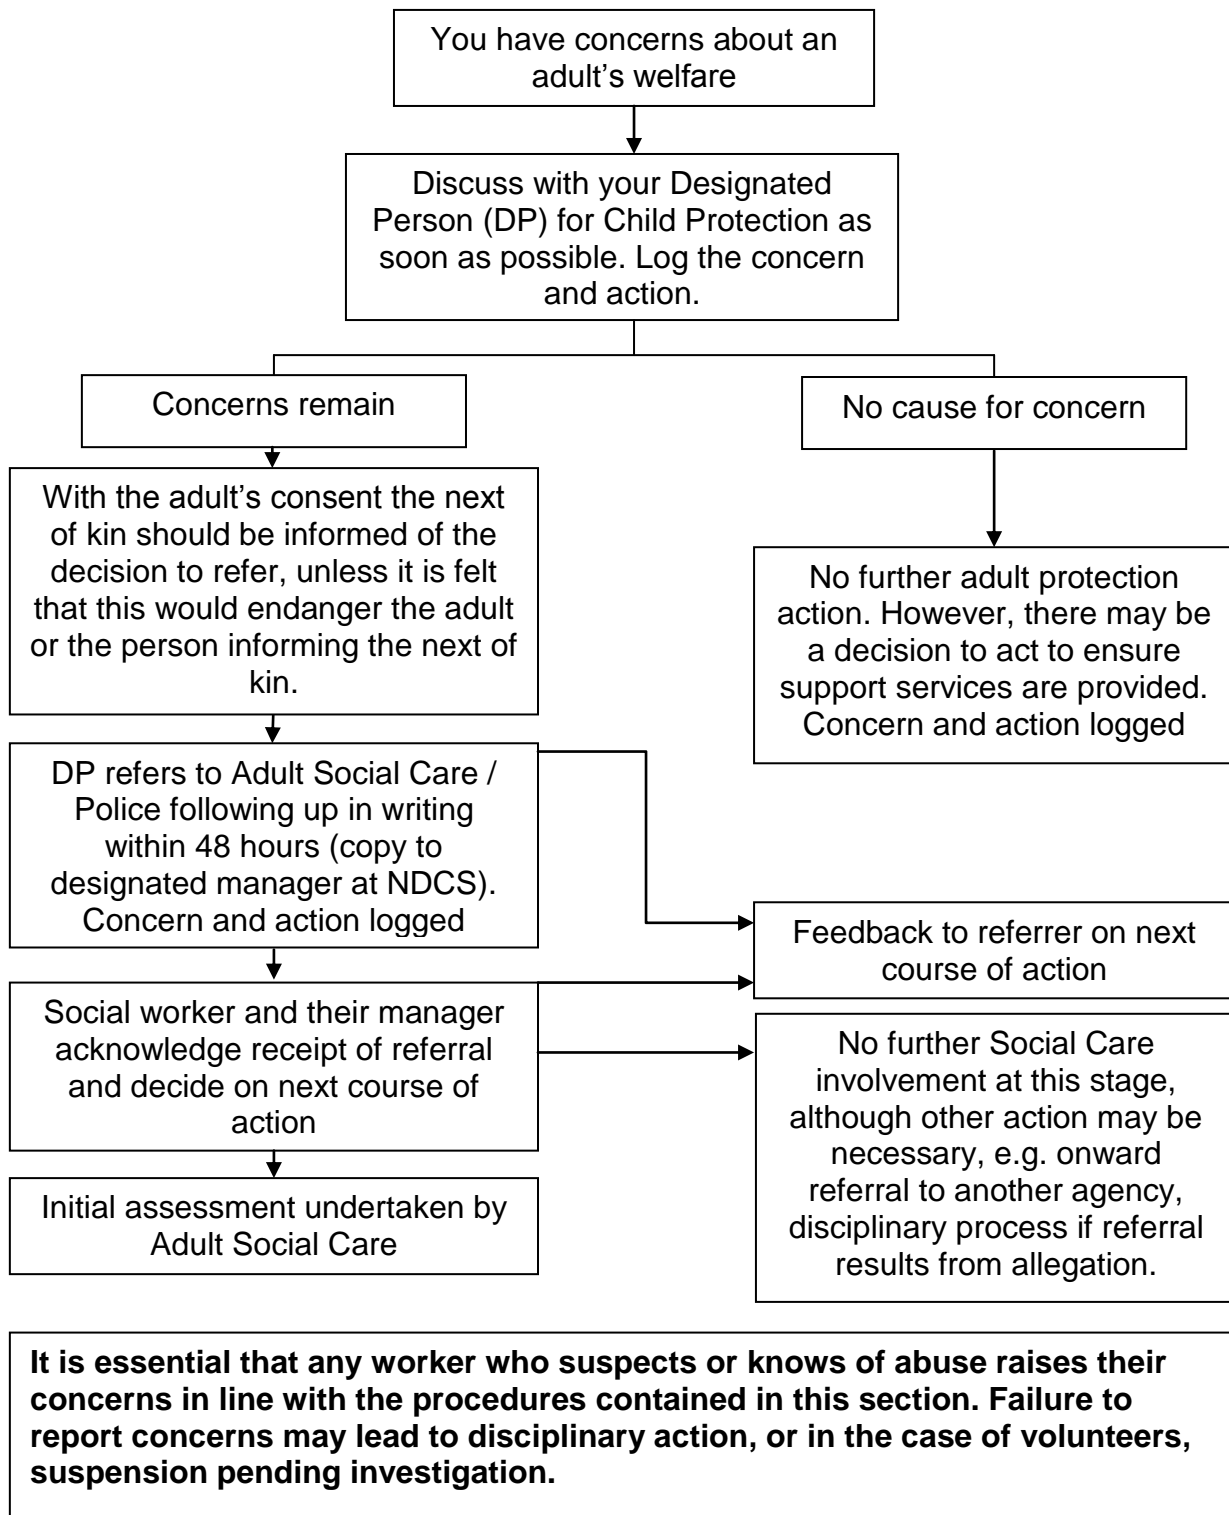 You have concerns about an
adult’s welfare
Discuss with your Designated
Person (DP) for Child Protection as
soon as possible. Log the concern
and action.
Concerns remain
No cause for concern
With the adult’s consent the next
of kin should be informed of the
decision to refer, unless it is felt
that this would endanger the adult
or the person informing the next of
kin.
No further adult protection
action. However, there may be
a decision to act to ensure
support services are provided.
Concern and action logged
DP refers to Adult Social Care /
Police following up in writing
within 48 hours (copy to
designated manager at NDCS).
Concern and action logged
Feedback to referrer on next
course of action
Social worker and their manager
acknowledge receipt of referral
and decide on next course of
action
No further Social Care
involvement at this stage,
although other action may be
necessary, e.g. onward
referral to another agency,
disciplinary process if referral
results from allegation.
Initial assessment undertaken by
Adult Social Care
It is essential that any worker who suspects or knows of abuse raises their
concerns in line with the procedures contained in this section. Failure to
report concerns may lead to disciplinary action, or in the case of volunteers,
suspension pending investigation.